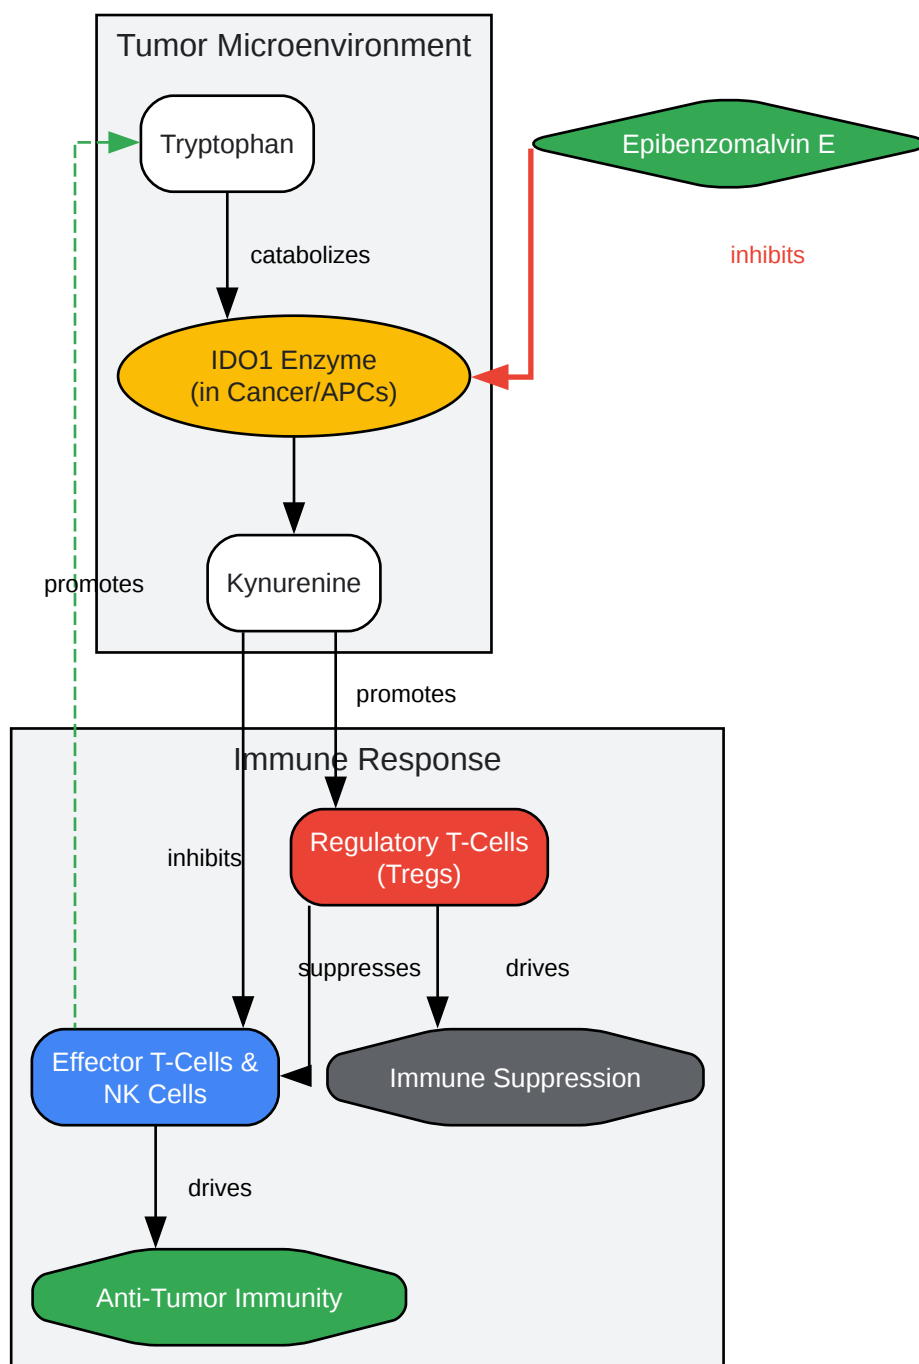 Tumor Microenvironment
Tryptophan
Epibenzomalvin E
catabolizes
inhibits
IDO1 Enzyme
(in Cancer/APCs)
Kynurenine
promotes
promotes
Immune Response
Regulatory T-Cells
(Tregs)
inhibits
suppresses
drives
Effector T-Cells &
NK Cells
Immune Suppression
drives
Anti-Tumor Immunity